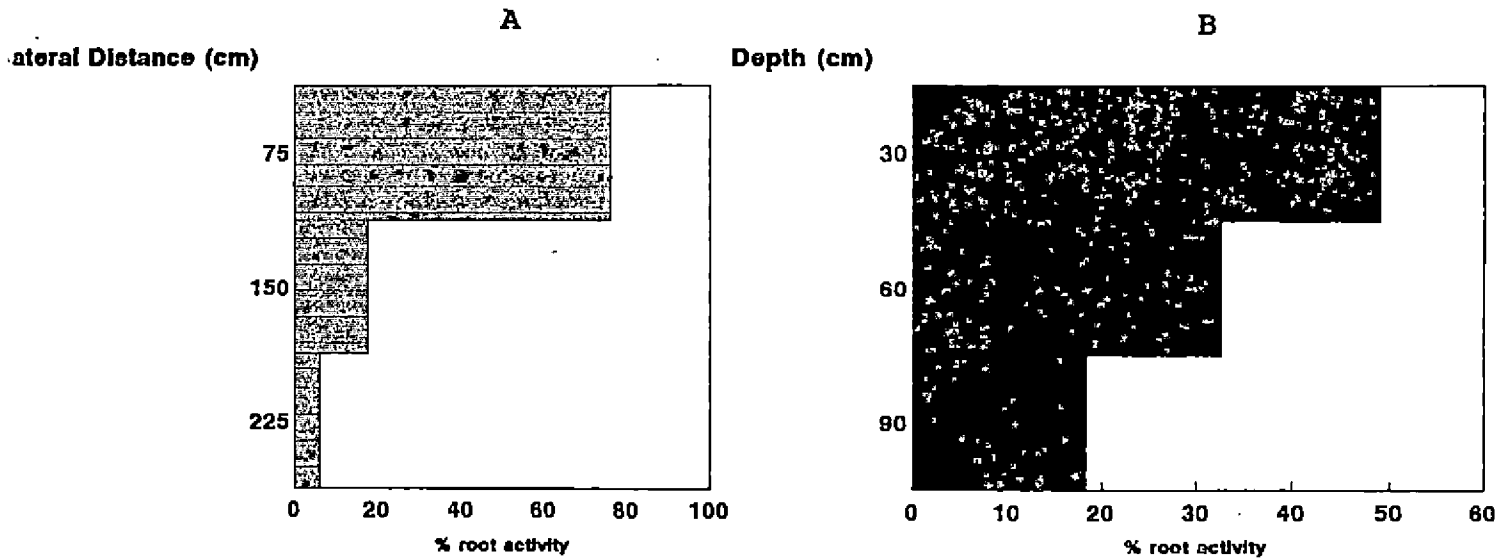 A
ateral Distance (cm)
75
150
225
0 20 40 60 80 100
% root activity
B
Depth (cm)
30
60
90
0 10 20 30 40 50 60
% root activity